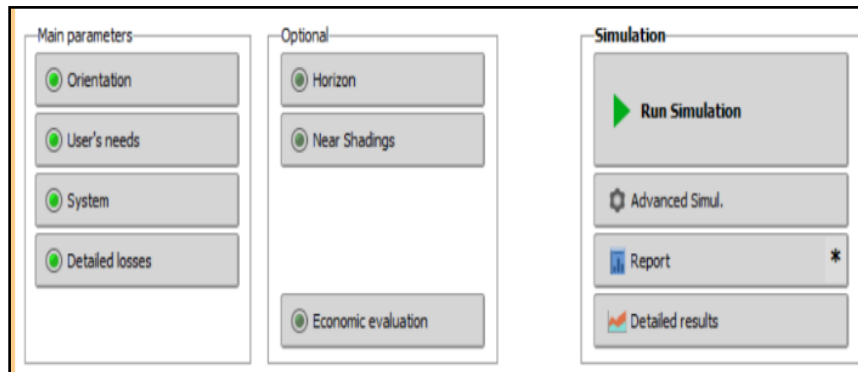 Main parameters
Orientation
User's needs
System
Detailed losses
Optional
Horizon
Near Shadings
Economic evaluation
Simulation
Run Simulation
Advanced Simul.
Report *
Detailed results